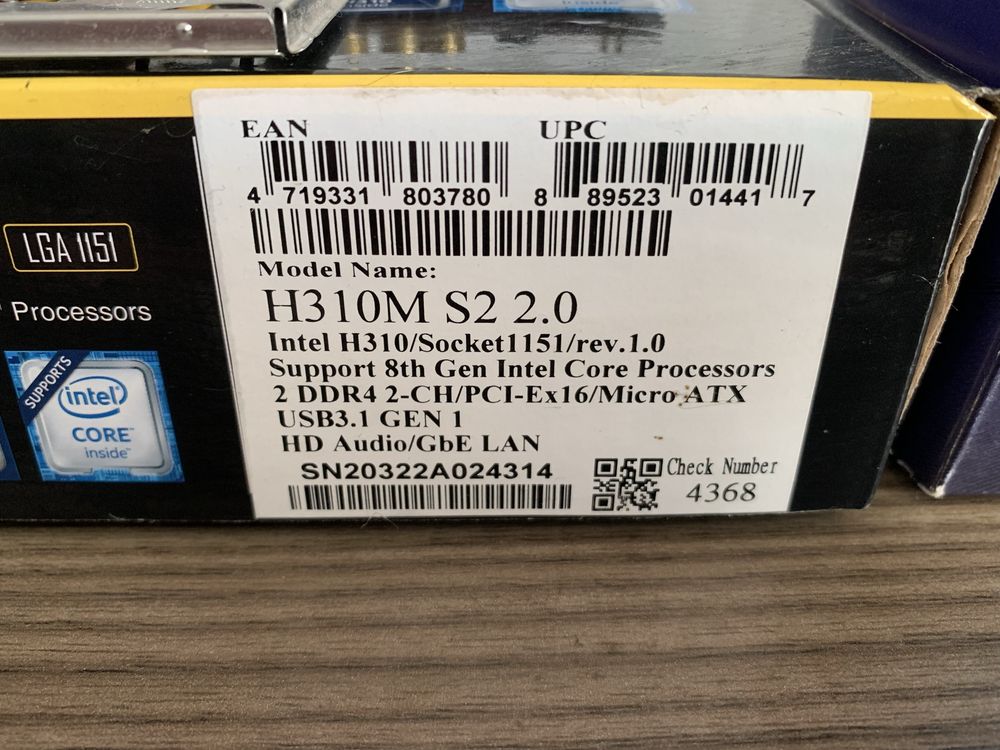 inside
EAN UPC
4 719331 803780 8 89523 01441 7
LGA 1151
Model Name:
H310M S2 2.0
Processors
Intel H310/Socket1151/rev.1.0
Support 8th Gen Intel Core Processors
2 DDR4 2-CH/PCI-Ex16/Micro ATX
USB3.1 GEN 1
HD Audio/GbE LAN
SUPPORTS
intel
CORE
inside
SN20322A024314
Check Number
4368